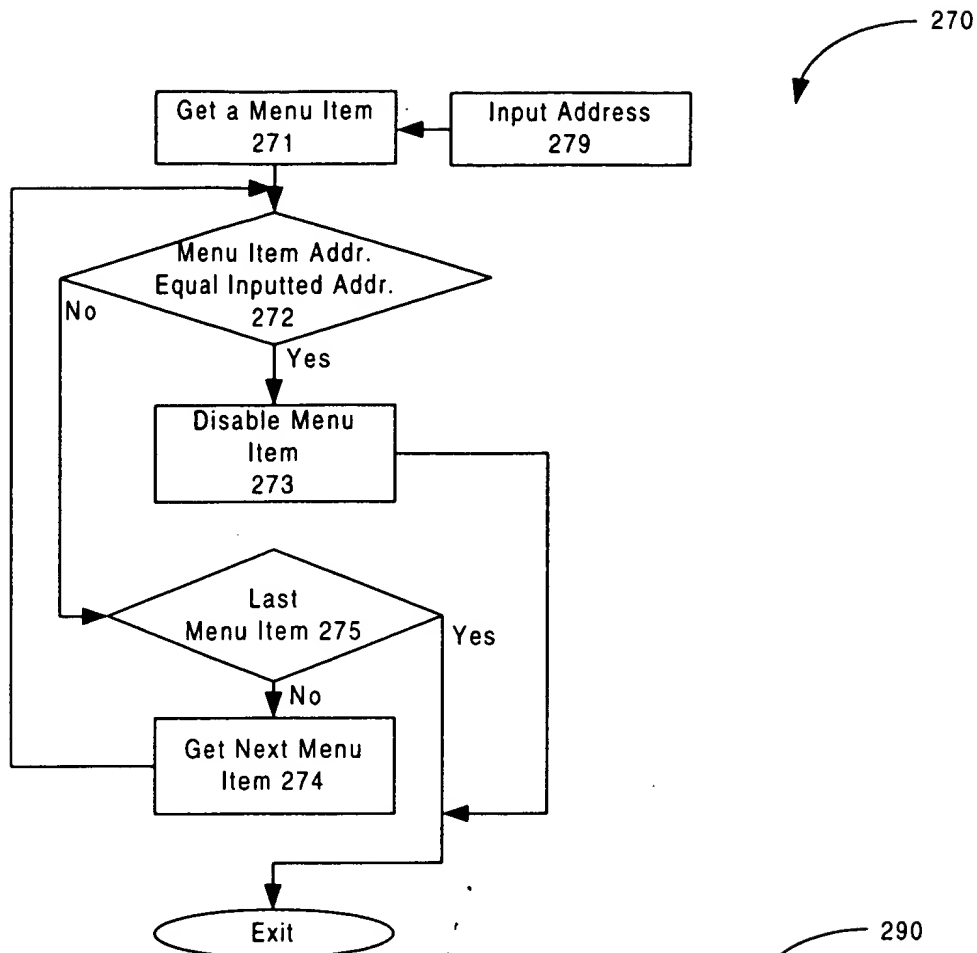 270
Get a Menu Item
271
Input Address
279
Menu Item Addr.
Equal Inputted Addr.
272
No
Yes
Disable Menu
Item
273
Last
Menu Item 275
Yes
No
Get Next Menu
Item 274
Exit
290